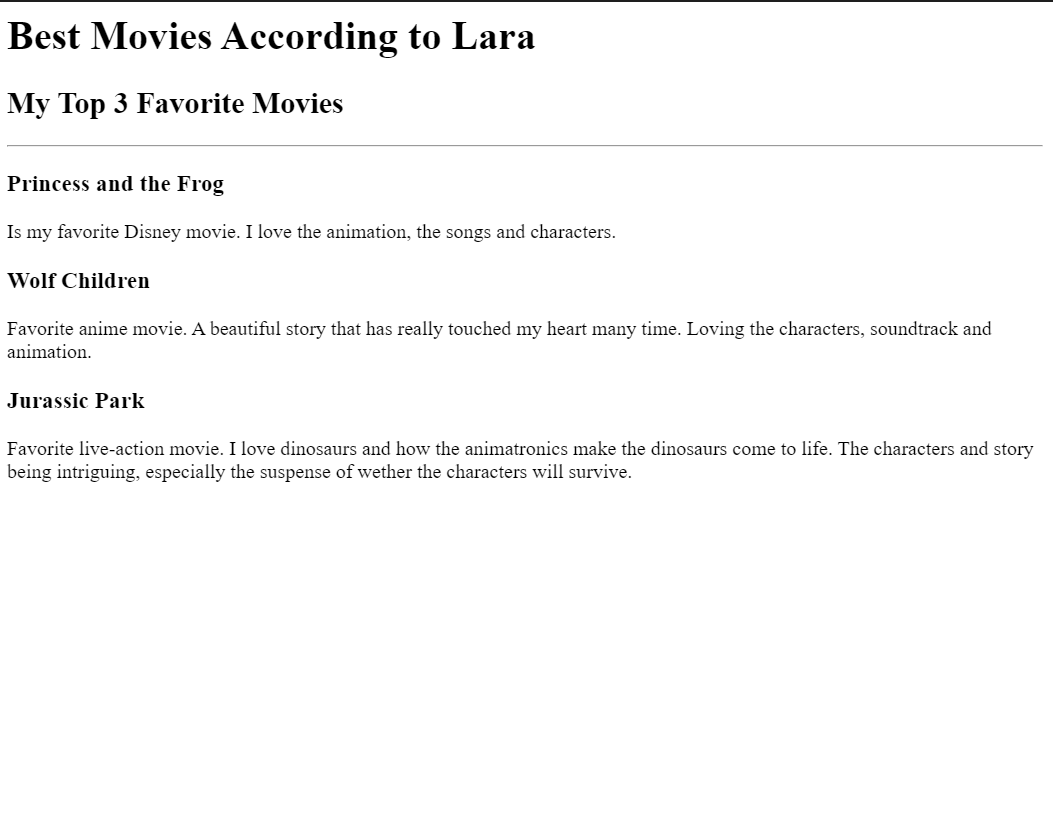 Best Movies According to Lara
My Top 3 Favorite Movies
Princess and the Frog
Is my favorite Disney movie. I love the animation, the songs and characters.
Wolf Children
Favorite anime movie. A beautiful story that has really touched my heart many time. Loving the characters, soundtrack and
animation.
Jurassic Park
Favorite live-action movie. I love dinosaurs and how the animatronics make the dinosaurs come to life. The characters and story
being intriguing, especially the suspense of wether the characters will survive.